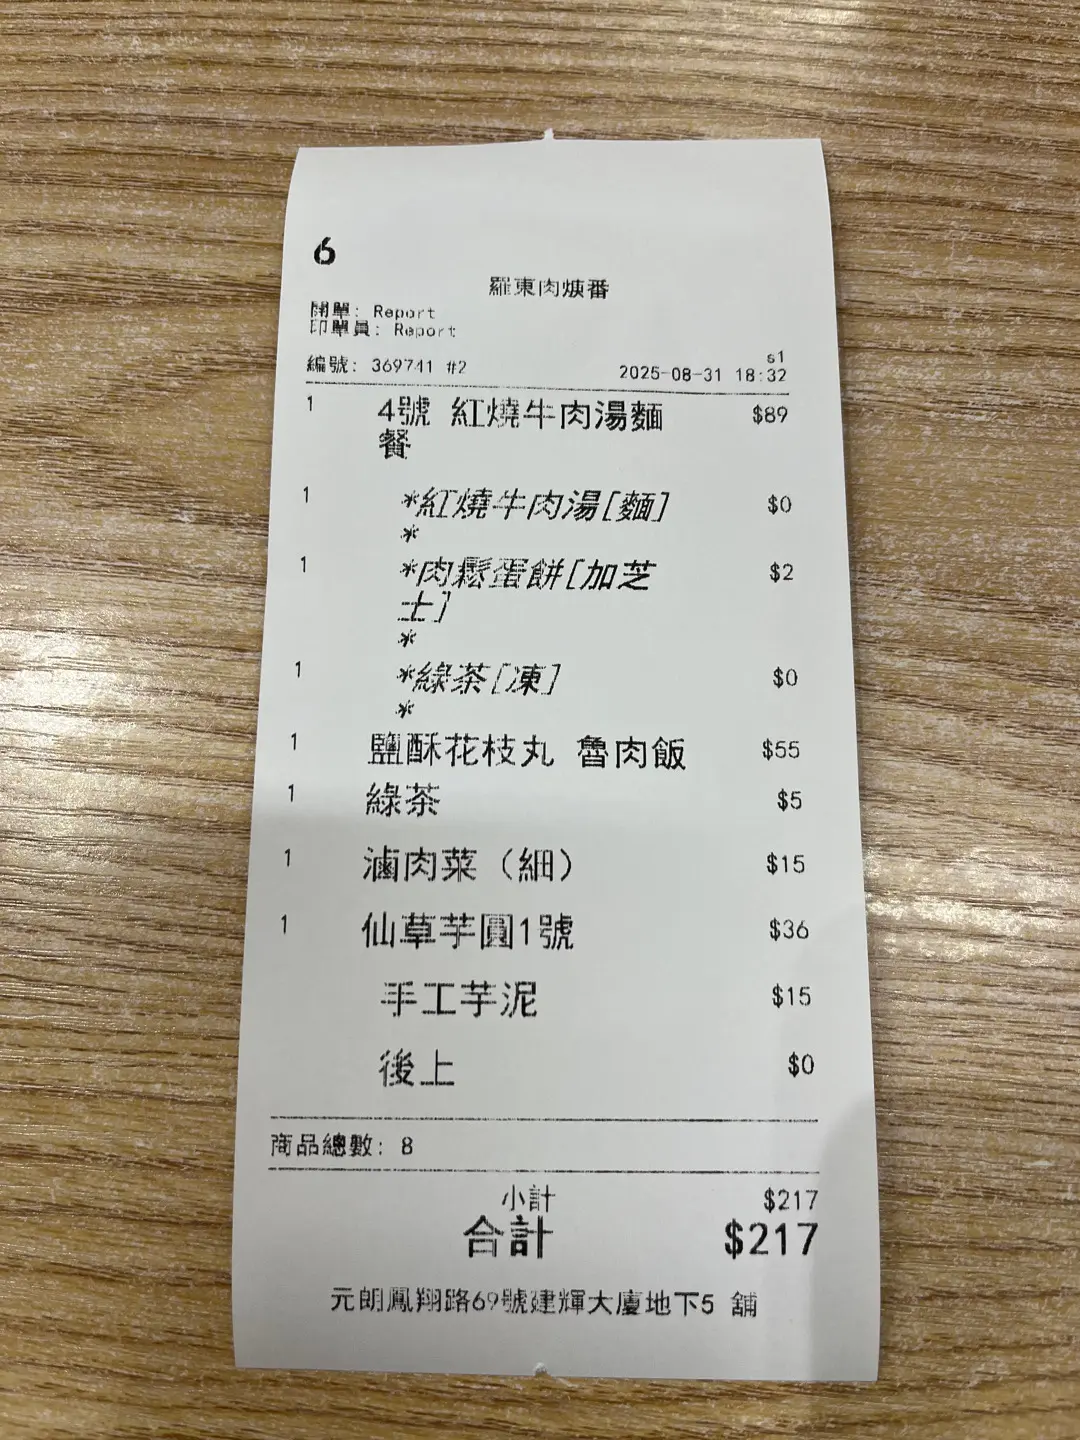 6
羅東肉焿番
開單: Report
印單員: Report
s1
編號: 369741 #2 2025-08-31 18:32
1 4號 紅燒牛肉湯麵 $89
餐
1 *紅燒牛肉湯[麵] $0
*
1 *肉鬆蛋餅[加芝 $2
士]
*
1 *綠茶[凍] $0
*
1 鹽酥花枝丸 魯肉飯 $55
1 綠茶 $5
1 滷肉菜（細） $15
1 仙草芋圓1號 $36
手工芋泥 $15
後上 $0
商品總數: 8
小計 $217
合計 $217
元朗鳳翔路69號建輝大廈地下5 舖